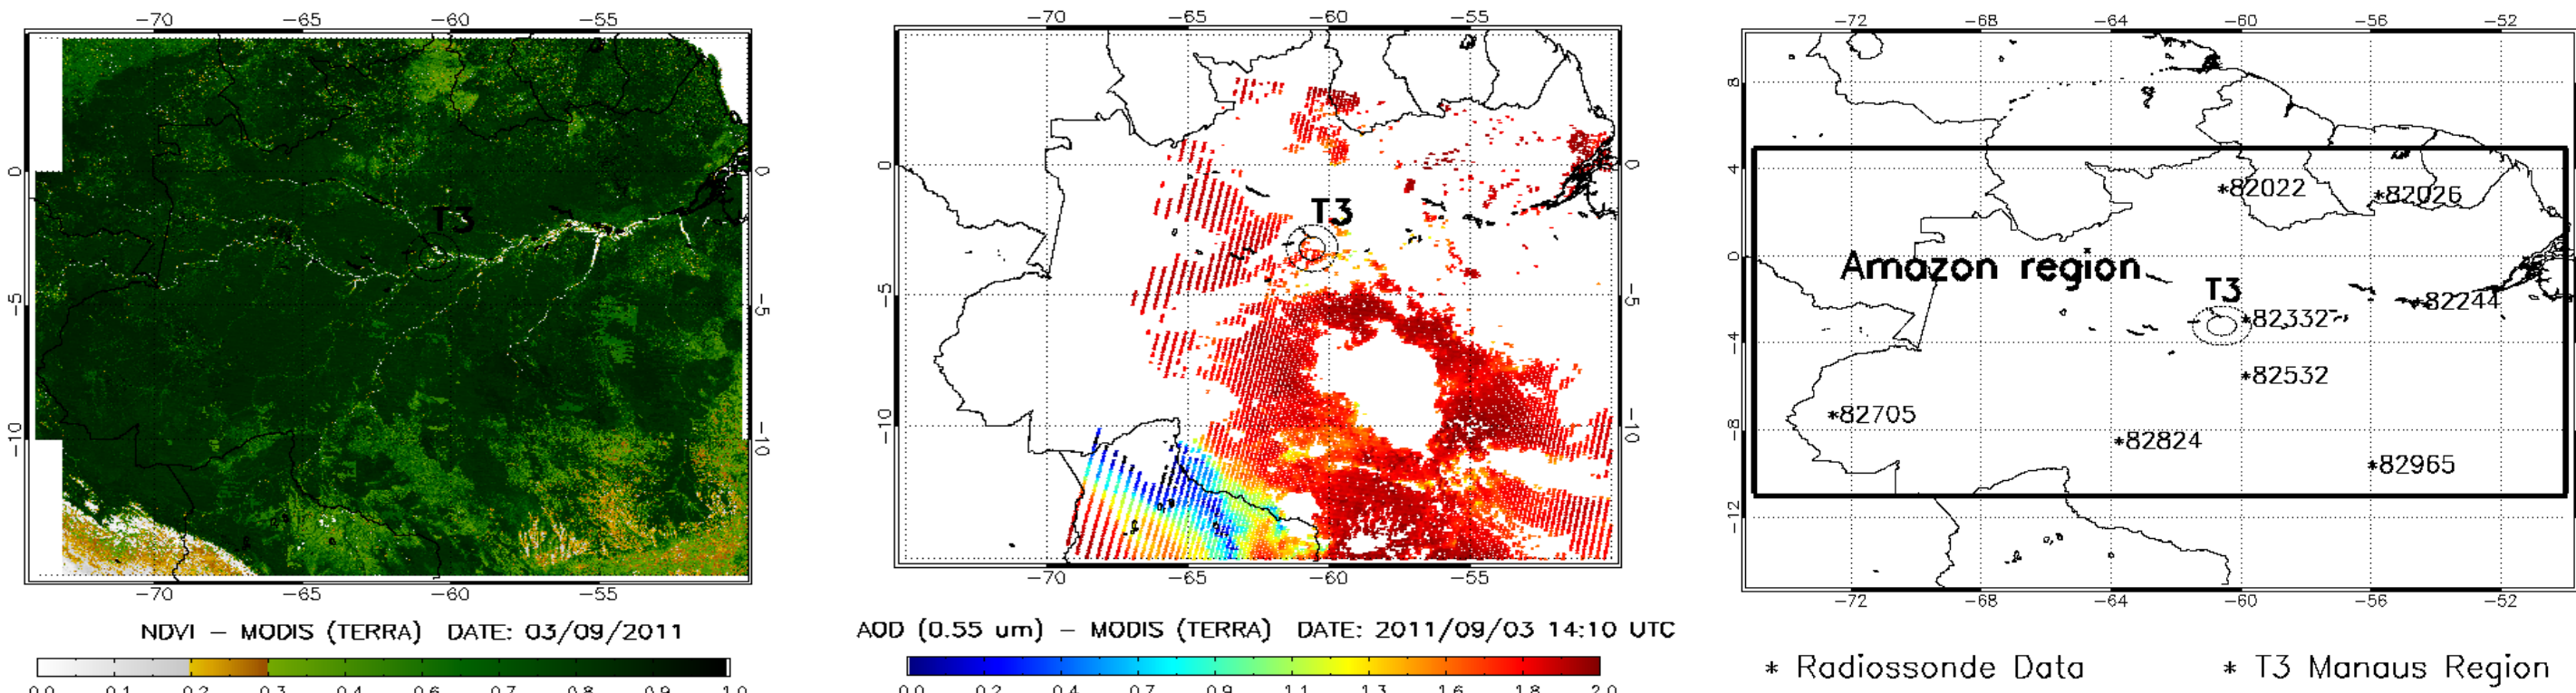 −70 −65 −60 −55
0 0
−5 −5
−10 −10
T3
−70 −65 −60 −55
NDVI − MODIS (TERRA) DATE: 03/09/2011
0.0 0.1 0.2 0.3 0.4 0.6 0.7 0.8 0.9 1.0
−70 −65 −60 −55
0 0
T3
−5 −5
−10 −10
−70 −65 −60 −55
AOD (0.55 um) − MODIS (TERRA) DATE: 2011/09/03 14:10 UTC
0.0 0.2 0.4 0.7 0.9 1.1 1.3 1.6 1.8 2.0
−72 −68 −64 −60 −56 −52
8
4
*82022 *82026
0
Amazon region
T3
*82244
*82332
−4
*82532
*82705
−8
*82824
*82965
−12
−72 −68 −64 −60 −56 −52
* Radiossonde Data * T3 Manaus Region